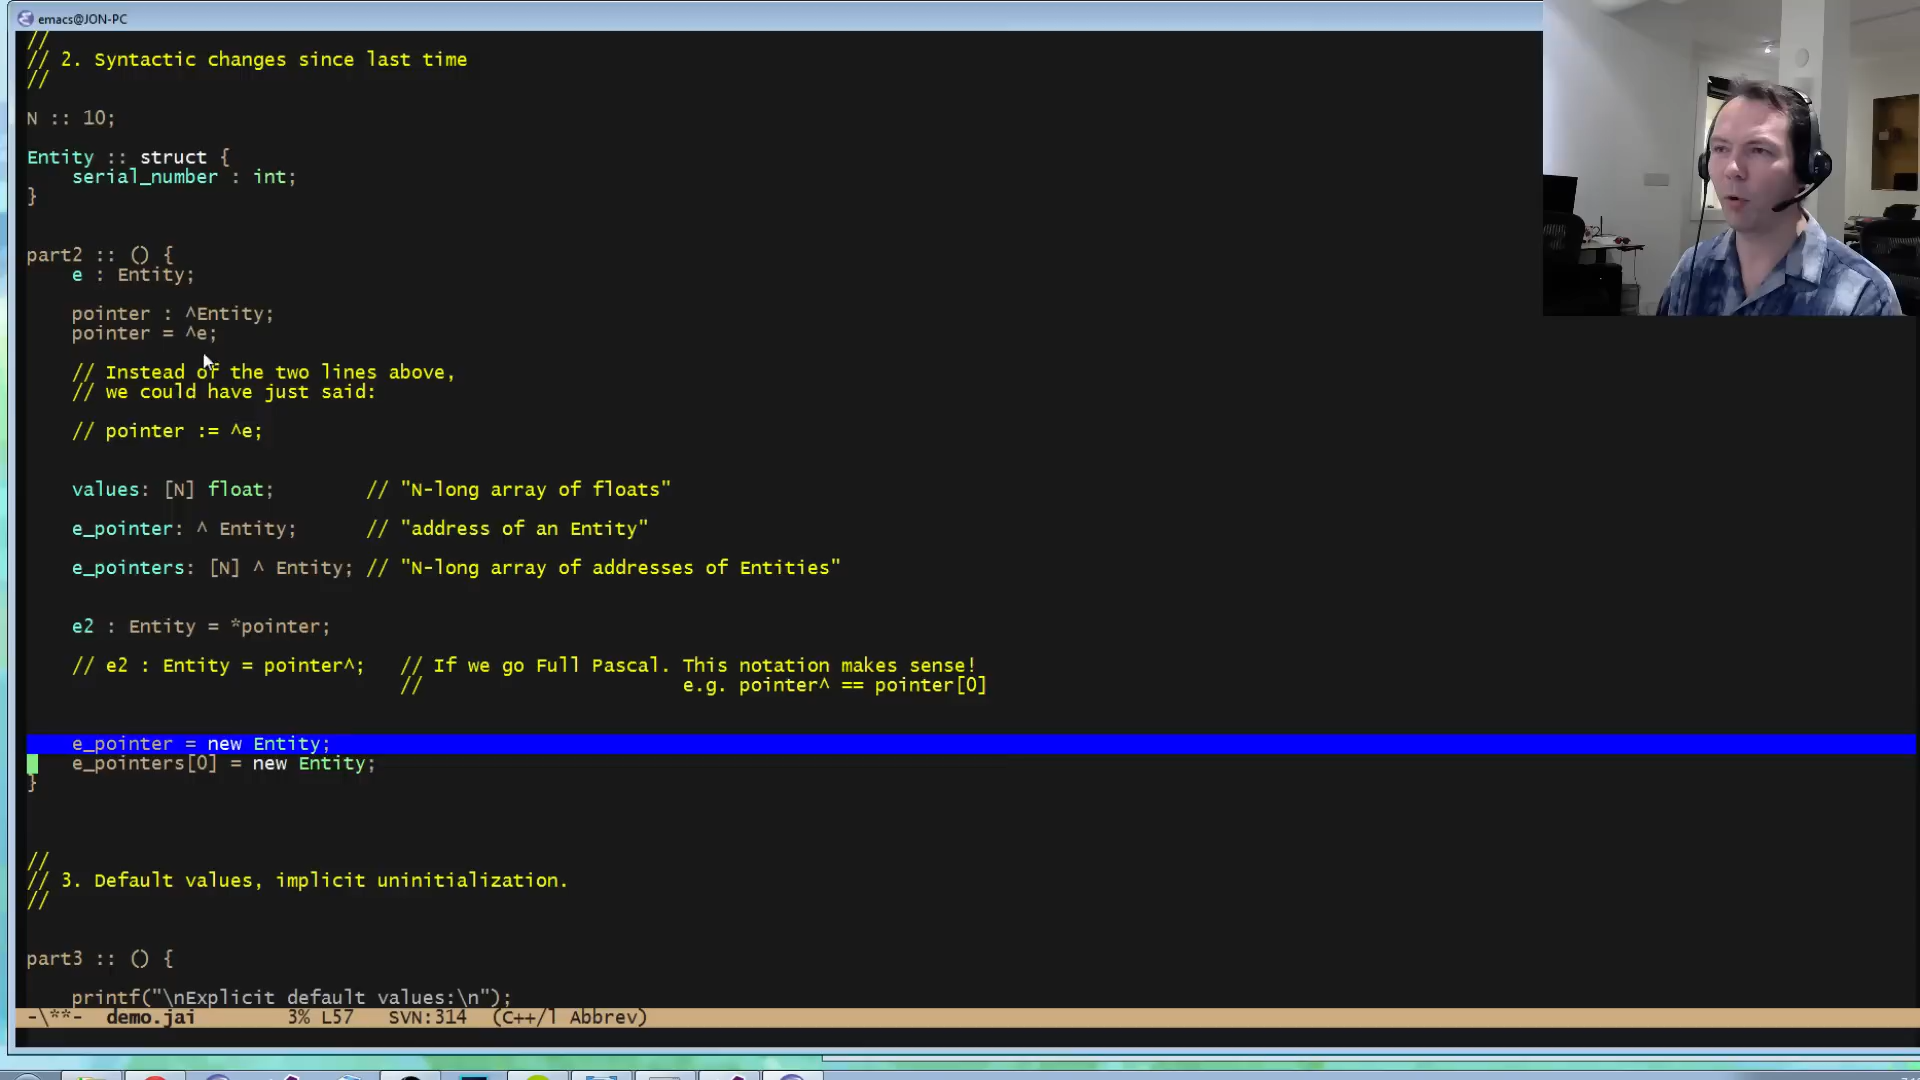 emacs@JON-PC
//
// 2. Syntactic changes since last time
//
N :: 10;
Entity :: struct {
    serial_number : int;
}
part2 :: () {
    e : Entity;
    pointer : ^Entity;
    pointer = ^e;
    // Instead of the two lines above,
    // we could have just said:
    // pointer := ^e;
    values: [N] float;        // "N-long array of floats"
    e_pointer: ^ Entity;      // "address of an Entity"
    e_pointers: [N] ^ Entity; // "N-long array of addresses of Entities"
    e2 : Entity = *pointer;
    // e2 : Entity = pointer^;   // If we go Full Pascal. This notation makes sense!
                                 //                       e.g. pointer^ == pointer[0]
    e_pointer = new Entity;
    e_pointers[0] = new Entity;
}
//
// 3. Default values, implicit uninitialization.
//
part3 :: () {
    printf("\nExplicit default values:\n");
-\**-  demo.jai        3% L57   SVN:314  (C++/l Abbrev)